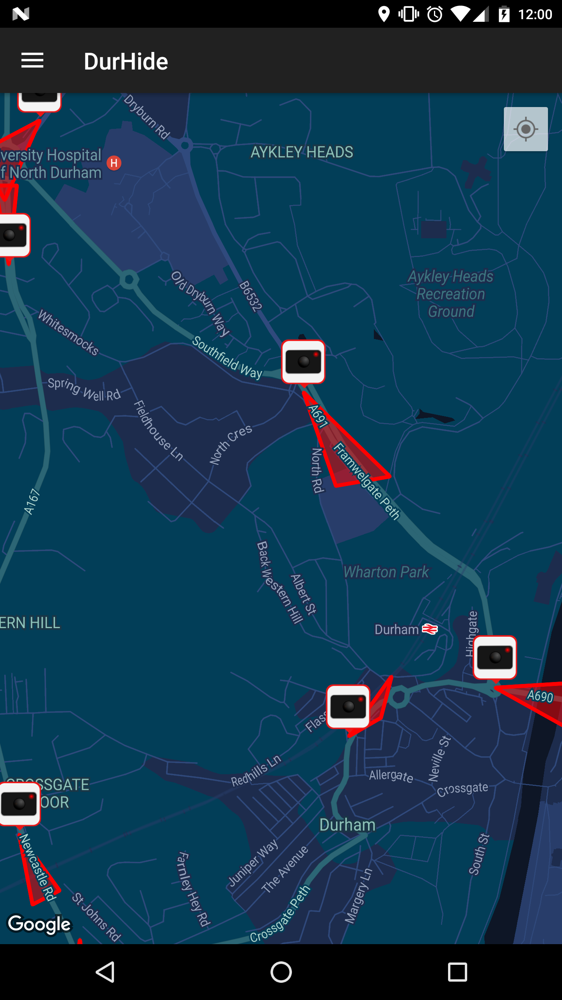 12:00
DurHide
Dryburn Rd
AYKLEY HEADS
versity Hospital
f North Durham
H
Old Dryburn Way
B6532
Aykley Heads
Recreation
Ground
Whitesmocks
Southfield Way
Spring Well Rd
Fieldhouse Ln
North Cres
A691
North Rd
Framwelgate Peth
A167
Back Western Hill
Albert St
Wharton Park
ERN HILL
Durham
Highgate
A690
Flass
Neville St
Redhills Ln
Allergate
Crossgate
CROSSGATE
OOR
Durham
South St
Newcastle Rd
Juniper Way
The Avenue
Farnley Hey Rd
Margery Ln
St Johns Rd
Crossgate Peth
Google